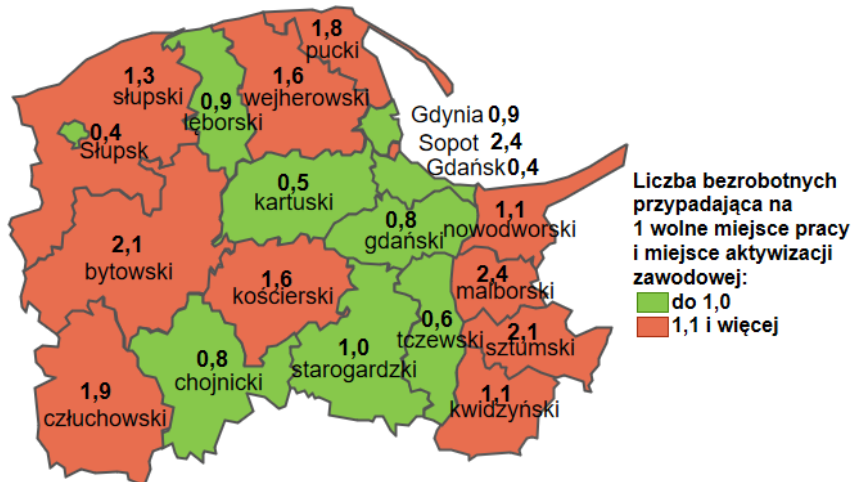 1,8
pucki
1,3
słupski
1,6
wejherowski
0,9
lęborski
Gdynia 0,9
Sopot 2,4
Gdańsk 0,4
0,4
Słupsk
0,5
kartuski
0,8
gdański
1,1
nowodworski
2,1
bytowski
1,6
kościerski
2,4
malborski
0,6
tczewski
2,1
sztumski
0,8
chojnicki
1,0
starogardzki
1,9
człuchowski
1,1
kwidzyński
Liczba bezrobotnych
przypadająca na
1 wolne miejsce pracy
i miejsce aktywizacji
zawodowej:
do 1,0
1,1 i więcej